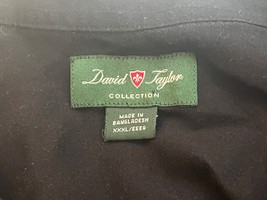 David Taylor
COLLECTION
MADE IN
BANGLADESH
XXXL/EEEG